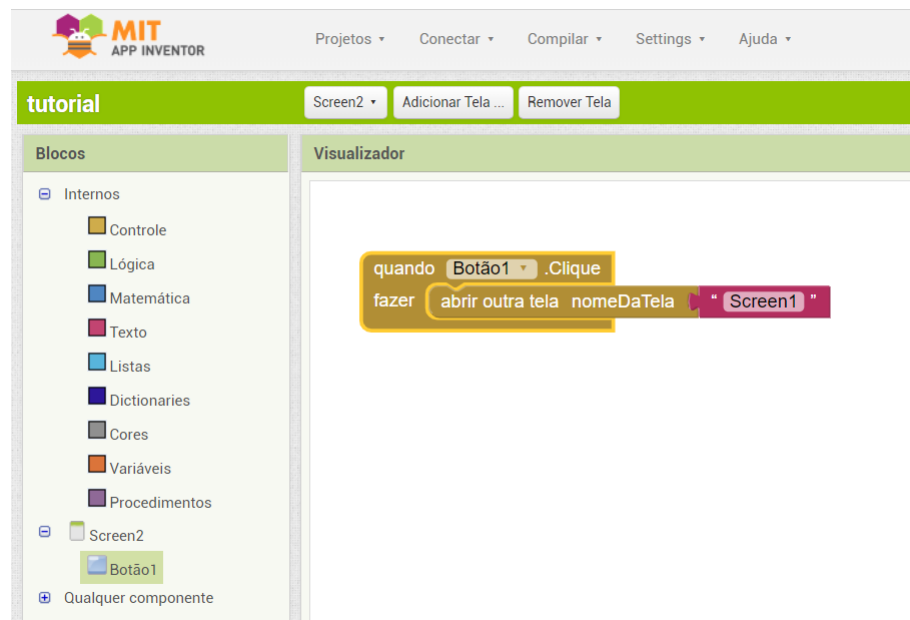 MIT
APP INVENTOR
Projetos Conectar Compilar Settings Ajuda
tutorial Screen2 Adicionar Tela ... Remover Tela
Blocos
Visualizador
Internos
Controle
Lógica
Matemática
Texto
Listas
Dictionaries
Cores
Variáveis
Procedimentos
Screen2
Botão1
Qualquer componente
quando Botão1 .Clique
fazer abrir outra tela nomeDaTela " Screen1 "